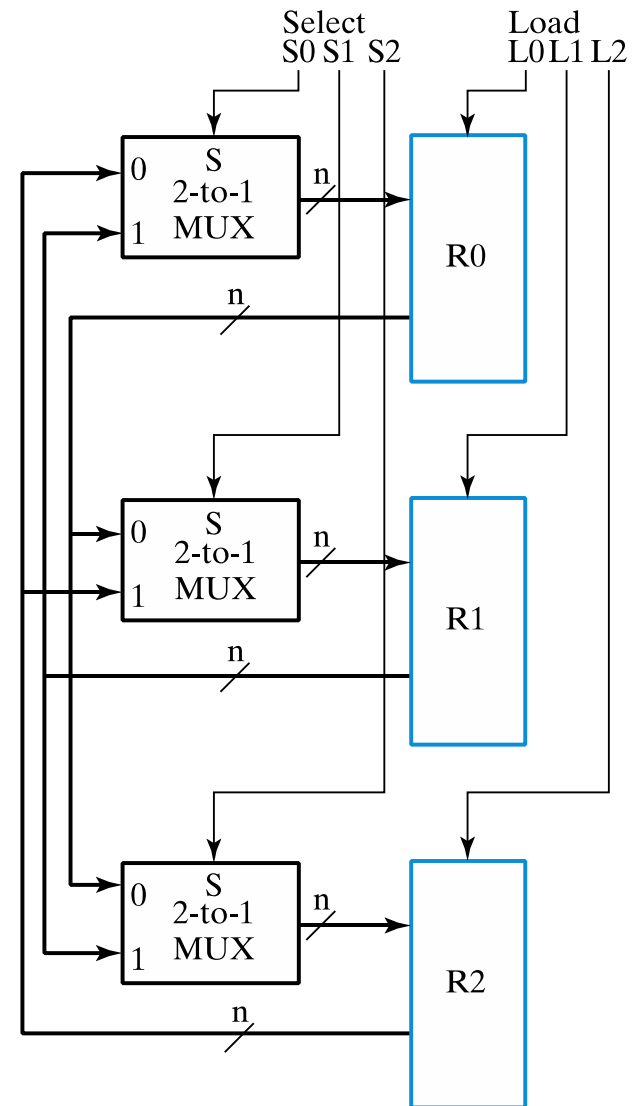 Select
S0 S1 S2
Load
L0 L1 L2
0
S
2-to-1
MUX
1
n
R0
n
0
S
2-to-1
MUX
1
n
R1
n
0
S
2-to-1
MUX
1
n
R2
n